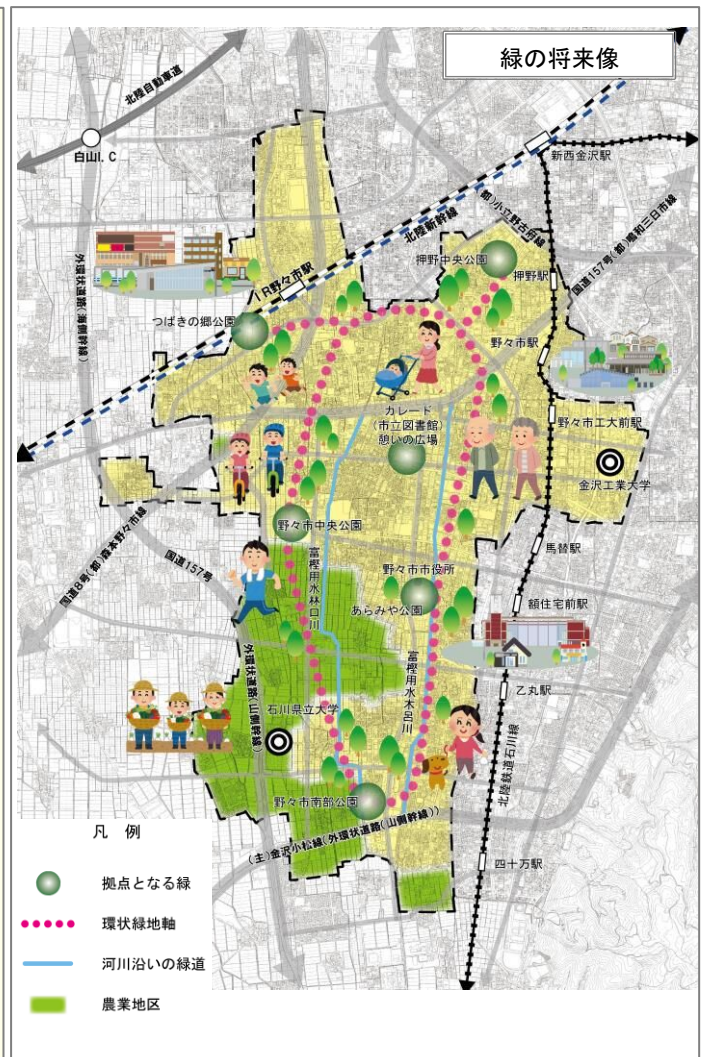 緑の将来像
北陸自動車道
白山I.C
新西金沢駅
北陸新幹線
(都)小立野古府線
国道157号(都)鳴和三日市線
外環状道路(海側幹線)
IR野々市駅
押野中央公園
押野駅
つばきの郷公園
野々市駅
カレード
(市立図書館)
憩いの広場
野々市工大前駅
金沢工業大学
野々市中央公園
国道8号(都)森本野々市線
国道157号
富樫用水林口川
野々市市役所
あらみや公園
馬替駅
額住宅前駅
外環状道路(山側幹線)
石川県立大学
富樫用水木呂川
乙丸駅
北陸鉄道石川線
野々市南部公園
(主)金沢小松線(外環状道路(山側幹線))
四十万駅
凡 例
拠点となる緑
環状緑地軸
河川沿いの緑道
農業地区